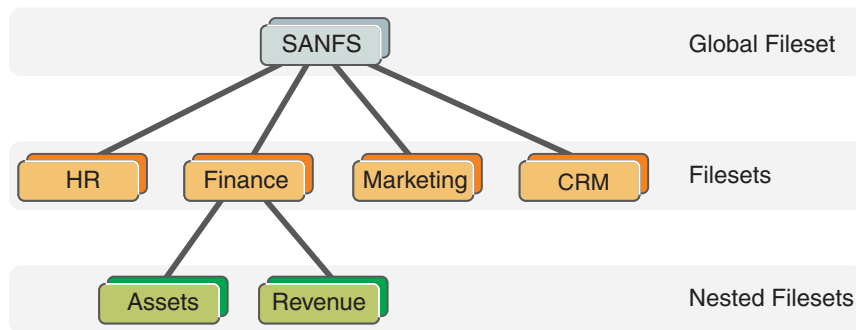 SANFS
Global Fileset
HR
Finance
Marketing
CRM
Filesets
Assets
Revenue
Nested Filesets